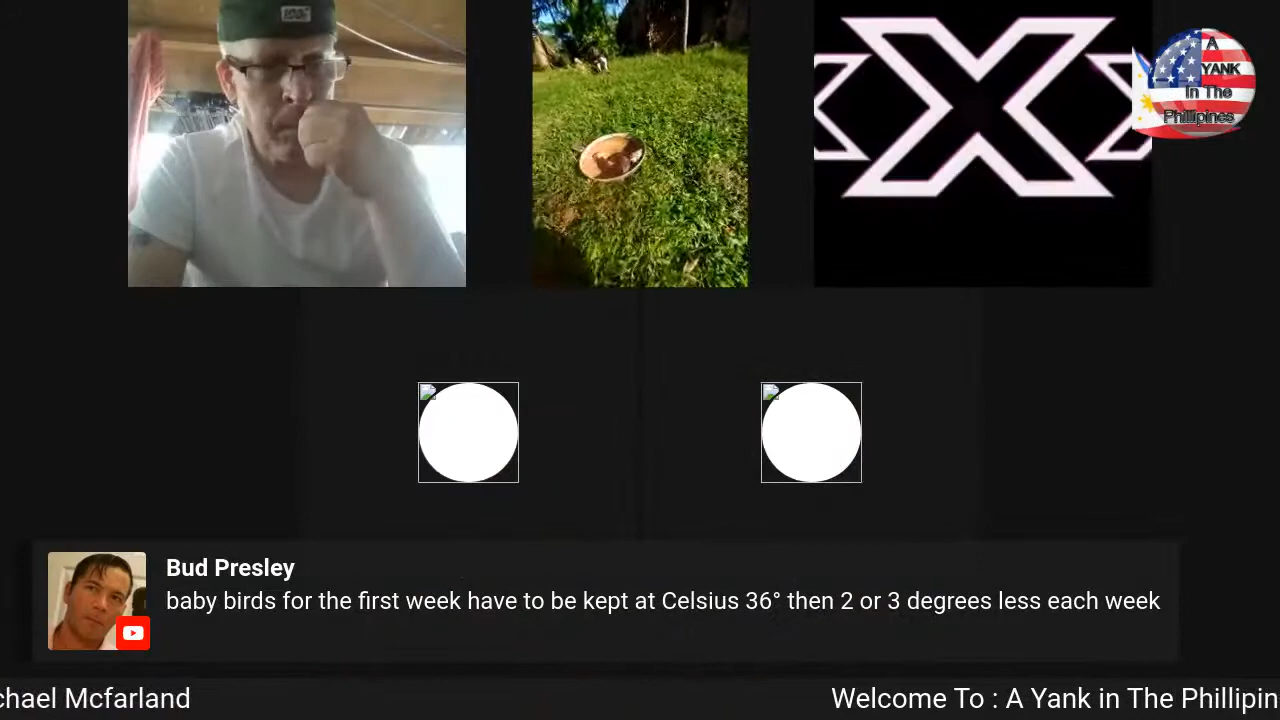 A
YANK
In The
Phillipines
Bud Presley
baby birds for the first week have to be kept at Celsius 36° then 2 or 3 degrees less each week
chael Mcfarland
Welcome To : A Yank in The Phillipin